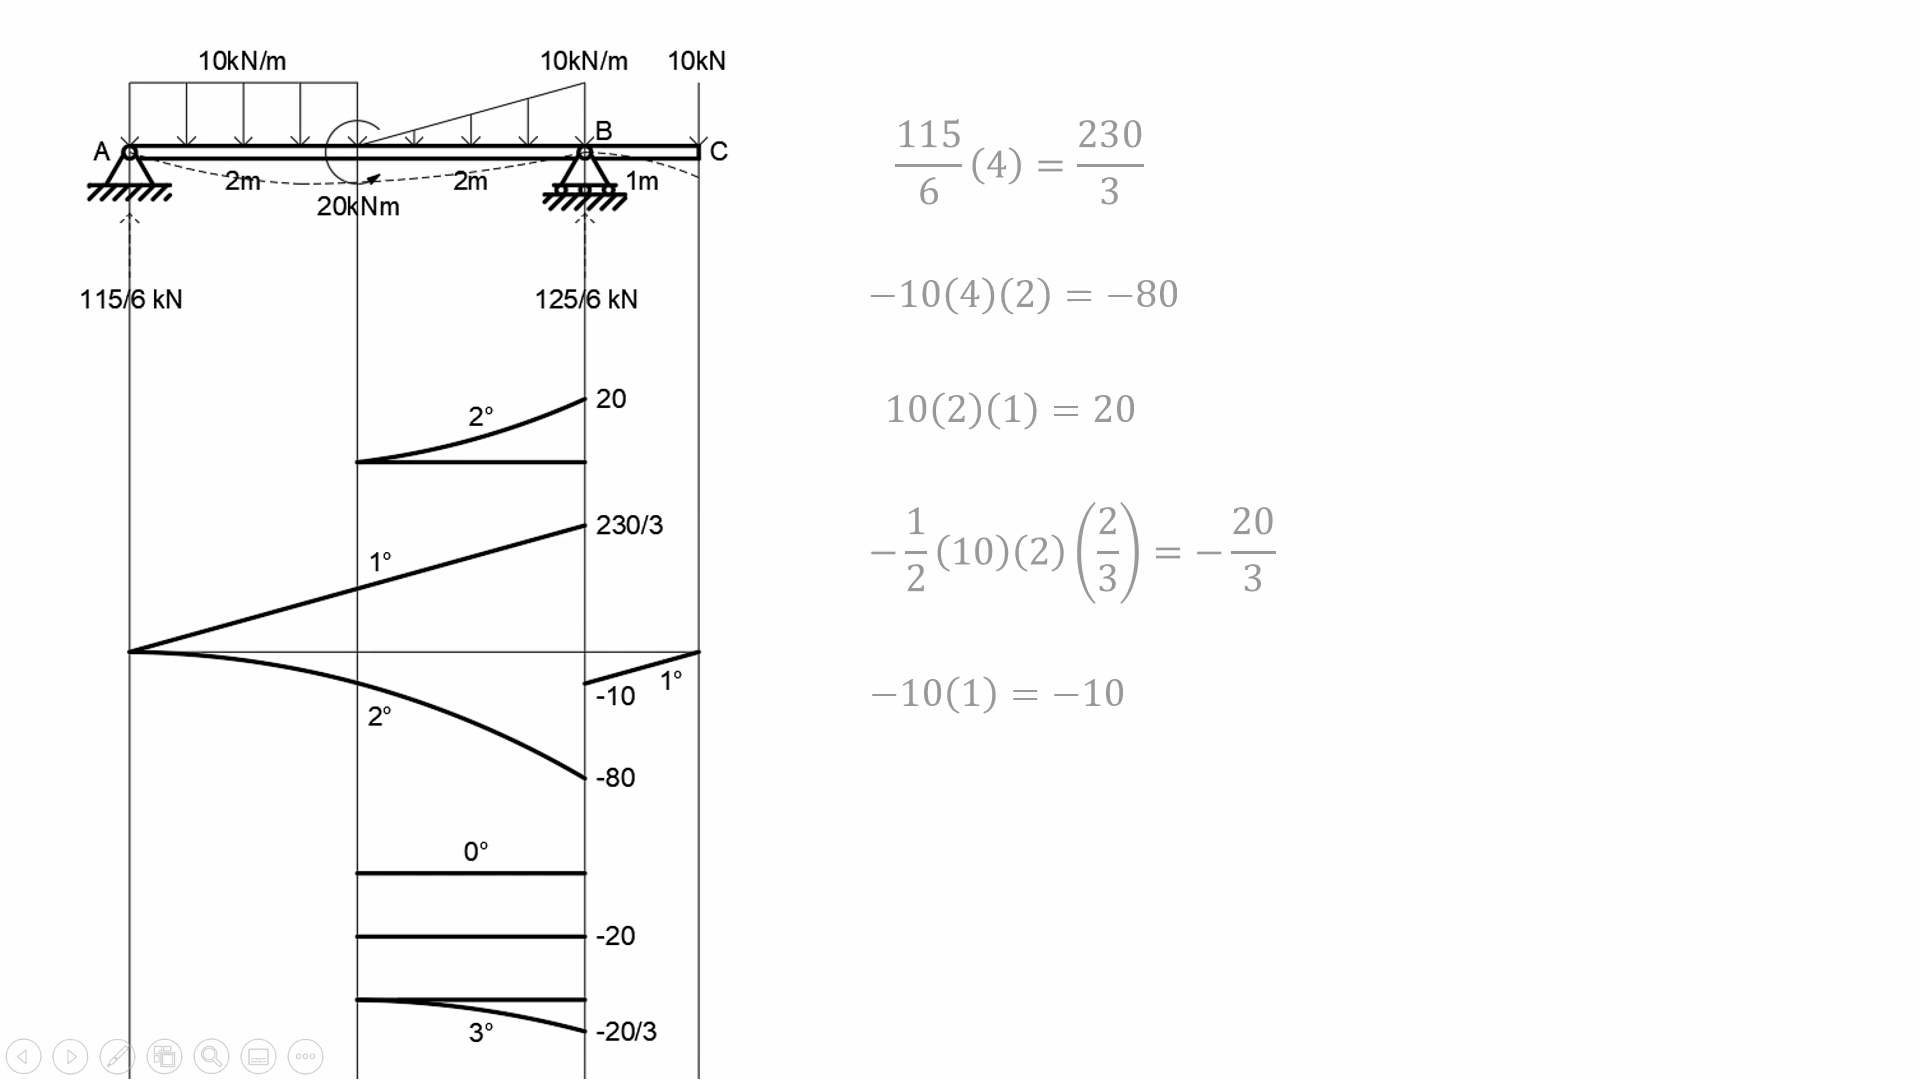 10kN/m 10kN/m 10kN
A B C
2m 2m 1m
20kNm
115/6 kN 125/6 kN
20
2°
230/3
1°
-10 1°
2°
-80
0°
-20
3° -20/3
115/6 (4) = 230/3
−10(4)(2) = −80
10(2)(1) = 20
−1/2 (10)(2)(2/3) = −20/3
−10(1) = −10